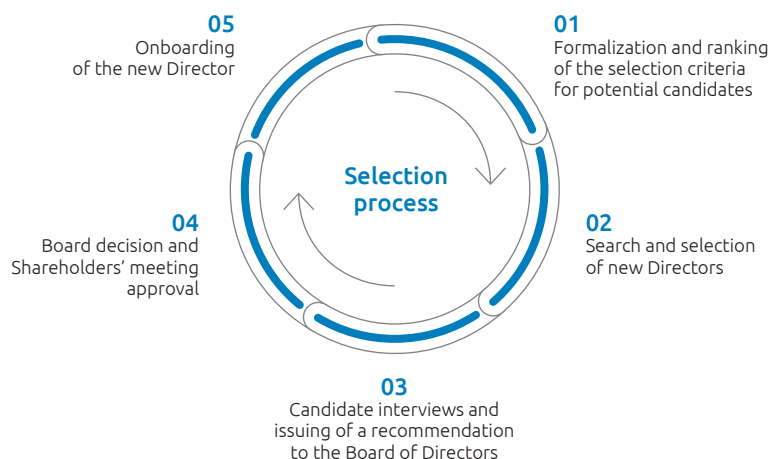 Selection
process
01
Formalization and ranking
of the selection criteria
for potential candidates
02
Search and selection
of new Directors
03
Candidate interviews and
issuing of a recommendation
to the Board of Directors
04
Board decision and
Shareholders’ meeting
approval
05
Onboarding
of the new Director